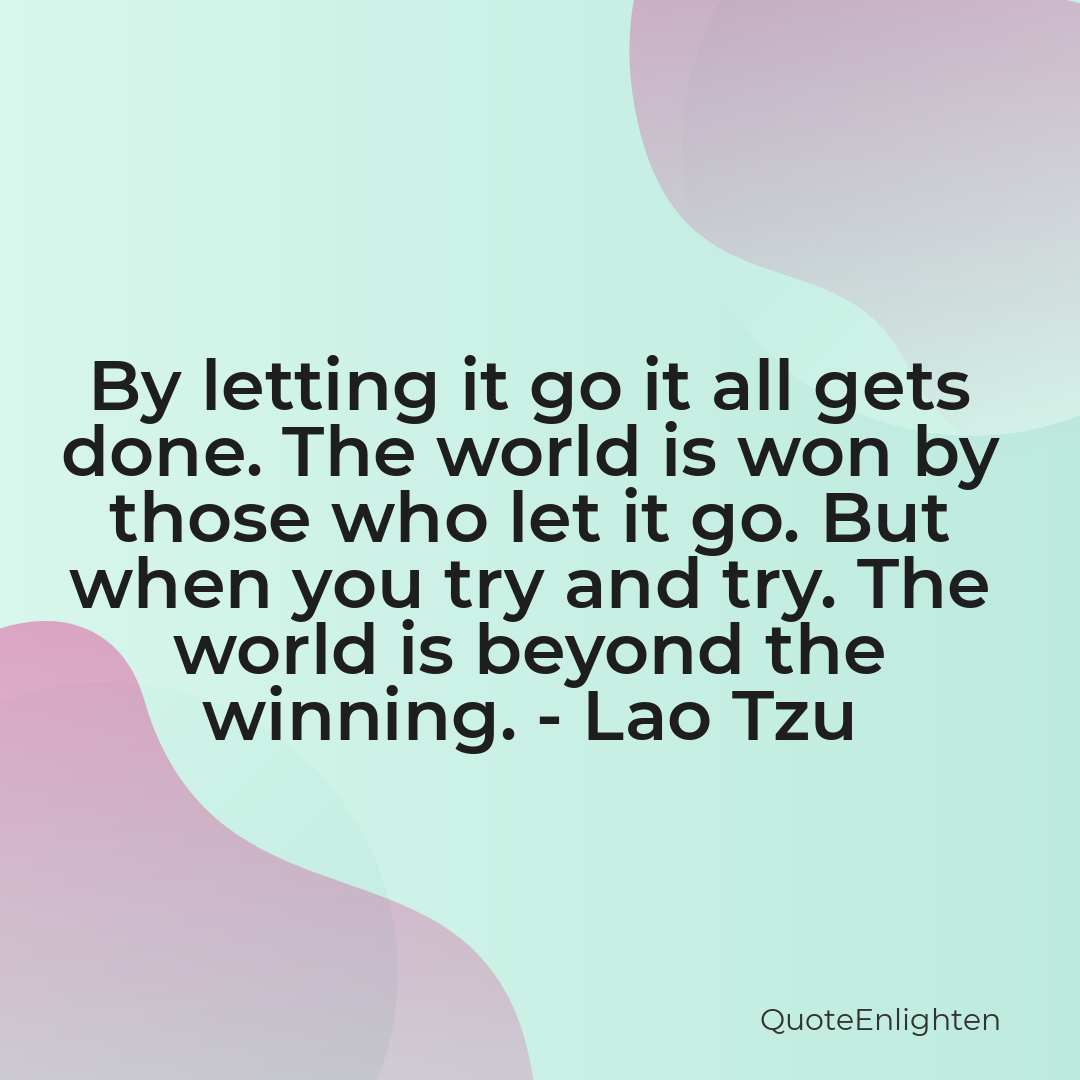 By letting it go it all gets
done. The world is won by
those who let it go. But
when you try and try. The
world is beyond the
winning. - Lao Tzu
QuoteEnlighten